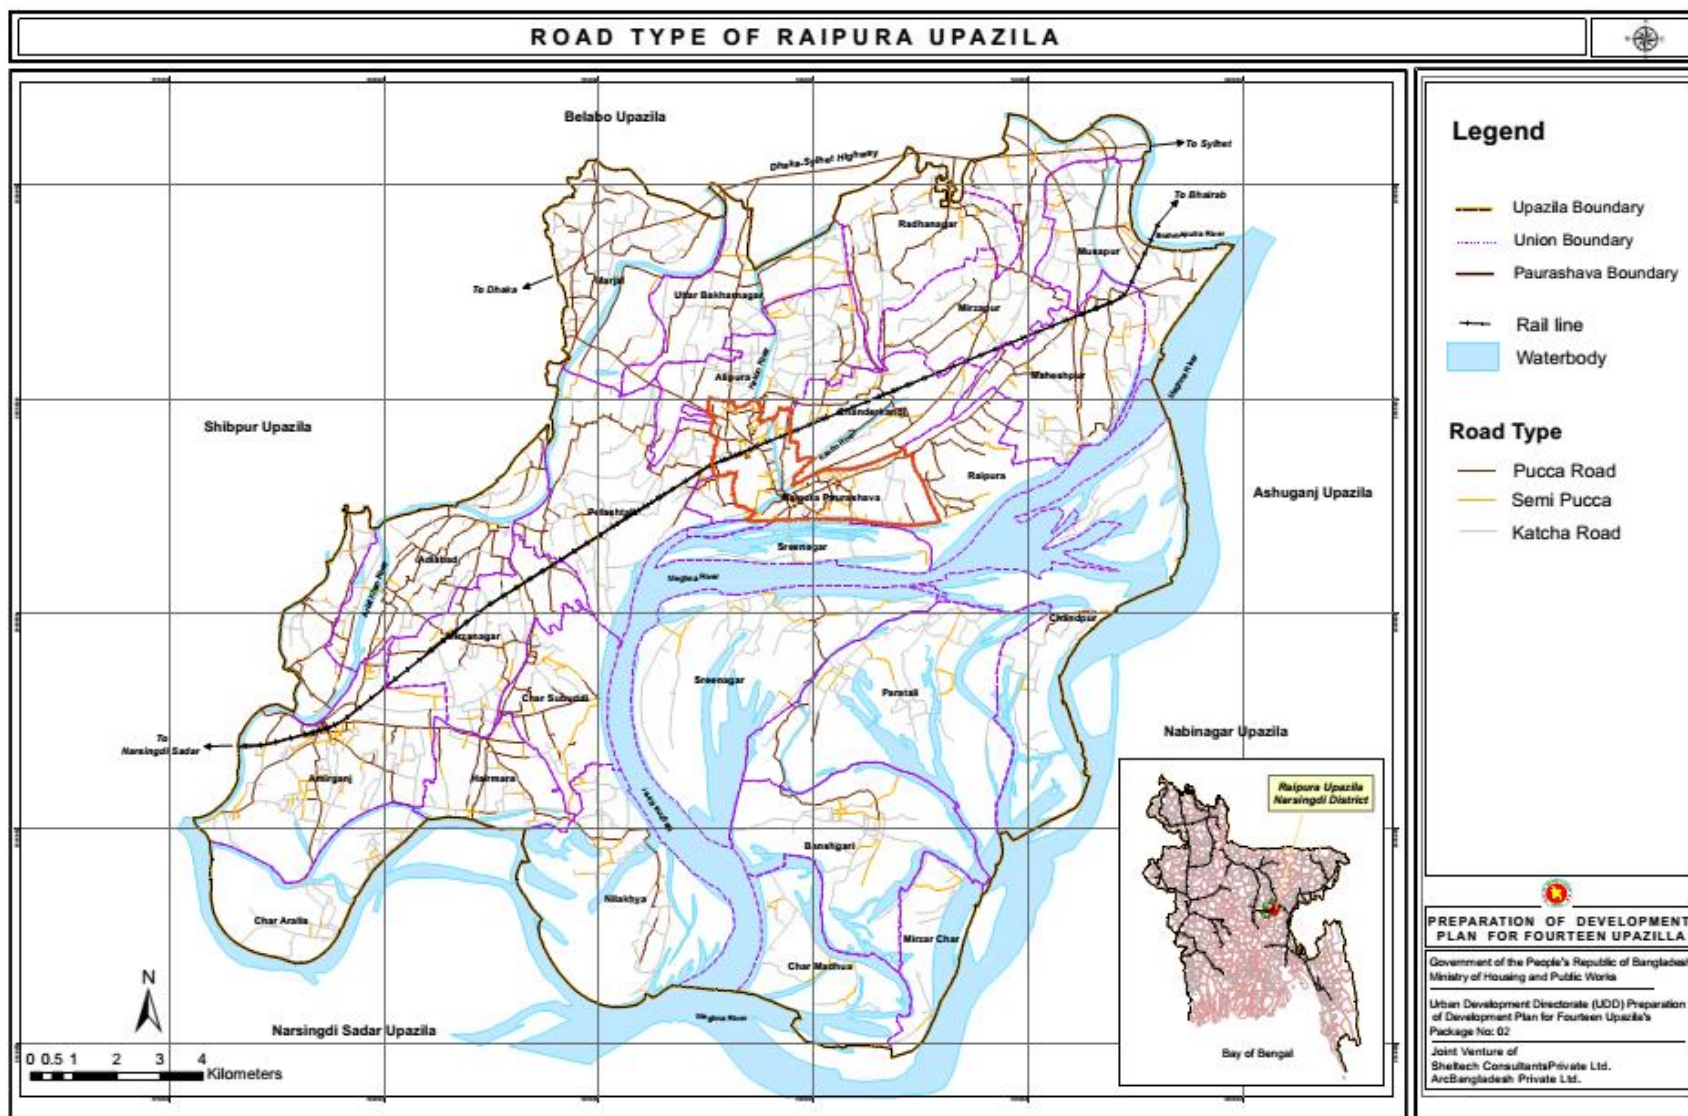 ROAD TYPE OF RAIPURA UPAZILA
Belabo Upazila
Dhaka-Sylhet Highway
To Sylhet
To Bhairab
Radhanagar
Musapur
To Dhaka
Marjal
Uttar Bakharnagar
Mirzapur
Alipura
Maheshpur
Meghna River
Chanderkandi
Shibpur Upazila
Raipura
Ashuganj Upazila
Raipura Paurashava
Palashtali
Sreenagar
Adiabad
Meghna River
Chandpur
Mirzanagar
Sreenagar
Paratali
Char Subuddi
Nabinagar Upazila
To
Narsingdi Sadar
Amirganj
Hairmara
Meghna River
Banshgari
Nilakhya
Char Aralia
Mirzar Char
Char Madhua
Meghna River
Narsingdi Sadar Upazila
N
0 0.5 1 2 3 4
Kilometers
Raipura Upazila
Narsingdi District
Bay of Bengal
Legend
Upazila Boundary
Union Boundary
Paurashava Boundary
Rail line
Waterbody
Road Type
Pucca Road
Semi Pucca
Katcha Road
PREPARATION OF DEVELOPMENT
PLAN FOR FOURTEEN UPAZILLA
Government of the People's Republic of Bangladesh
Ministry of Housing and Public Works
Urban Development Directorate (UDD) Preparation
of Development Plan for Fourteen Upazila's
Package No: 02
Joint Venture of
Sheltech ConsultantsPrivate Ltd.
ArcBangladesh Private Ltd.